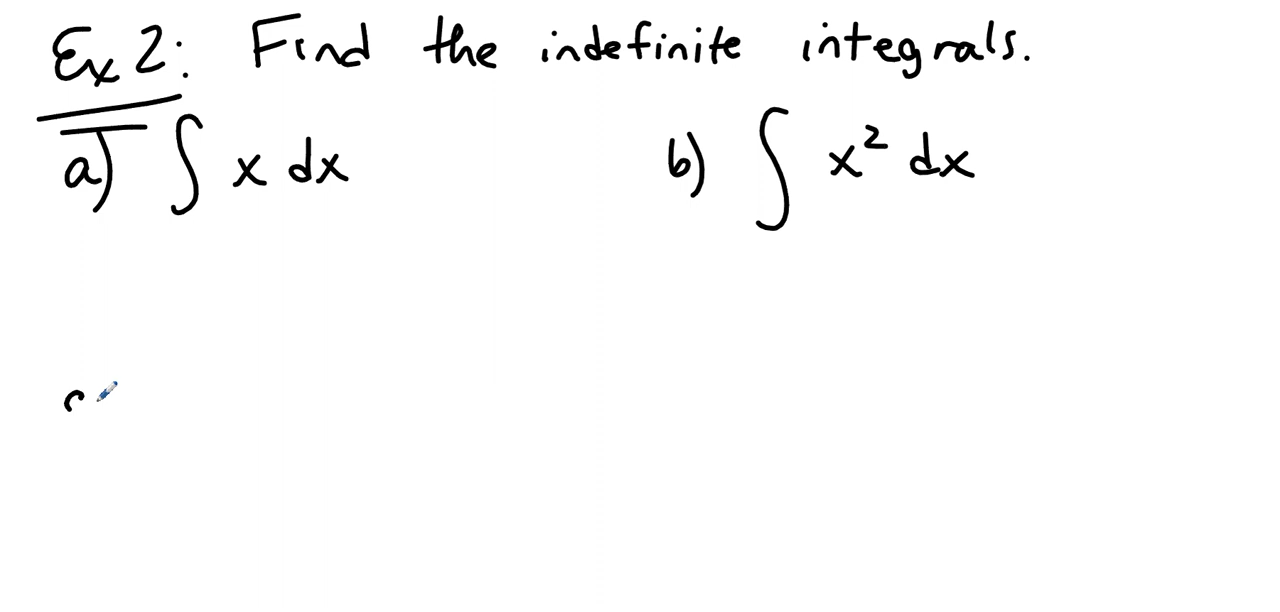 Ex 2: Find the indefinite integrals.
a) ∫ x dx b) ∫ x² dx